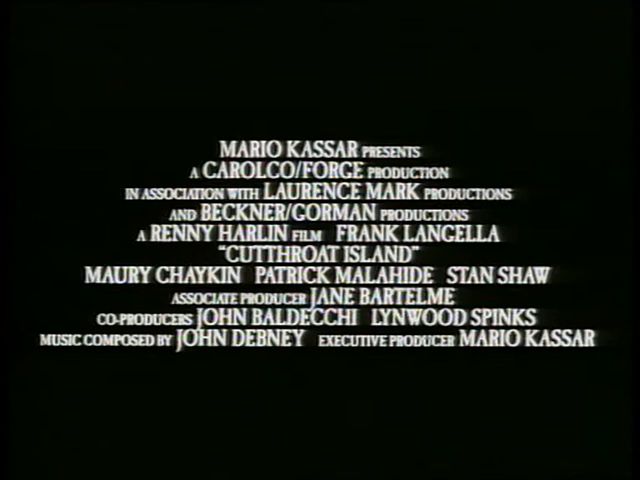 MARIO KASSAR PRESENTS
A CAROLCO/FORGE PRODUCTION
IN ASSOCIATION WITH LAURENCE MARK PRODUCTIONS
AND BECKNER/GORMAN PRODUCTIONS
A RENNY HARLIN FILM FRANK LANGELLA
"CUTTHROAT ISLAND"
MAURY CHAYKIN PATRICK MALAHIDE STAN SHAW
ASSOCIATE PRODUCER JANE BARTELME
CO-PRODUCERS JOHN BALDECCHI LYNWOOD SPINKS
MUSIC COMPOSED BY JOHN DEBNEY EXECUTIVE PRODUCER MARIO KASSAR